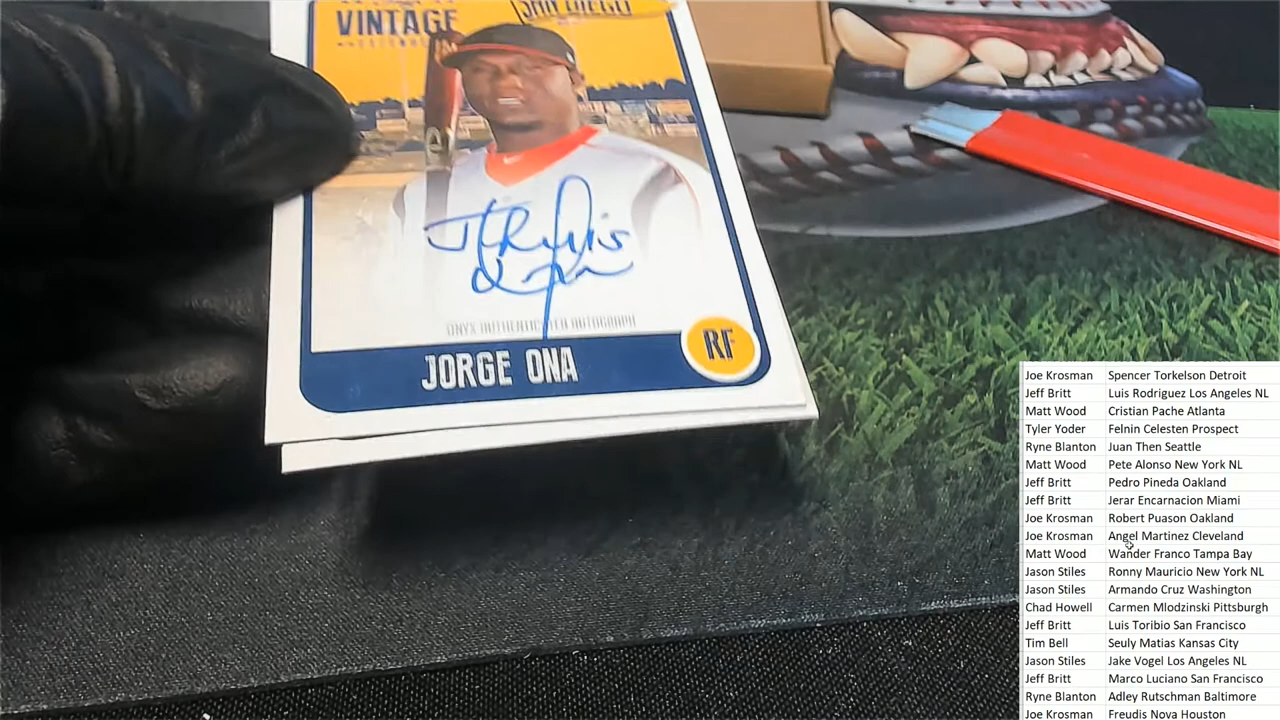 VINTAGE
SAN DIEGO
ONYX AUTHENTICATED AUTOGRAPH
JORGE ONA
RF
Joe Krosman Spencer Torkelson Detroit
Jeff Britt Luis Rodriguez Los Angeles NL
Matt Wood Cristian Pache Atlanta
Tyler Yoder Felnin Celesten Prospect
Ryne Blanton Juan Then Seattle
Matt Wood Pete Alonso New York NL
Jeff Britt Pedro Pineda Oakland
Jeff Britt Jerar Encarnacion Miami
Joe Krosman Robert Puason Oakland
Joe Krosman Angel Martinez Cleveland
Matt Wood Wander Franco Tampa Bay
Jason Stiles Ronny Mauricio New York NL
Jason Stiles Armando Cruz Washington
Chad Howell Carmen Mlodzinski Pittsburgh
Jeff Britt Luis Toribio San Francisco
Tim Bell Seuly Matias Kansas City
Jason Stiles Jake Vogel Los Angeles NL
Jeff Britt Marco Luciano San Francisco
Ryne Blanton Adley Rutschman Baltimore
Joe Krosman Freudis Nova Houston